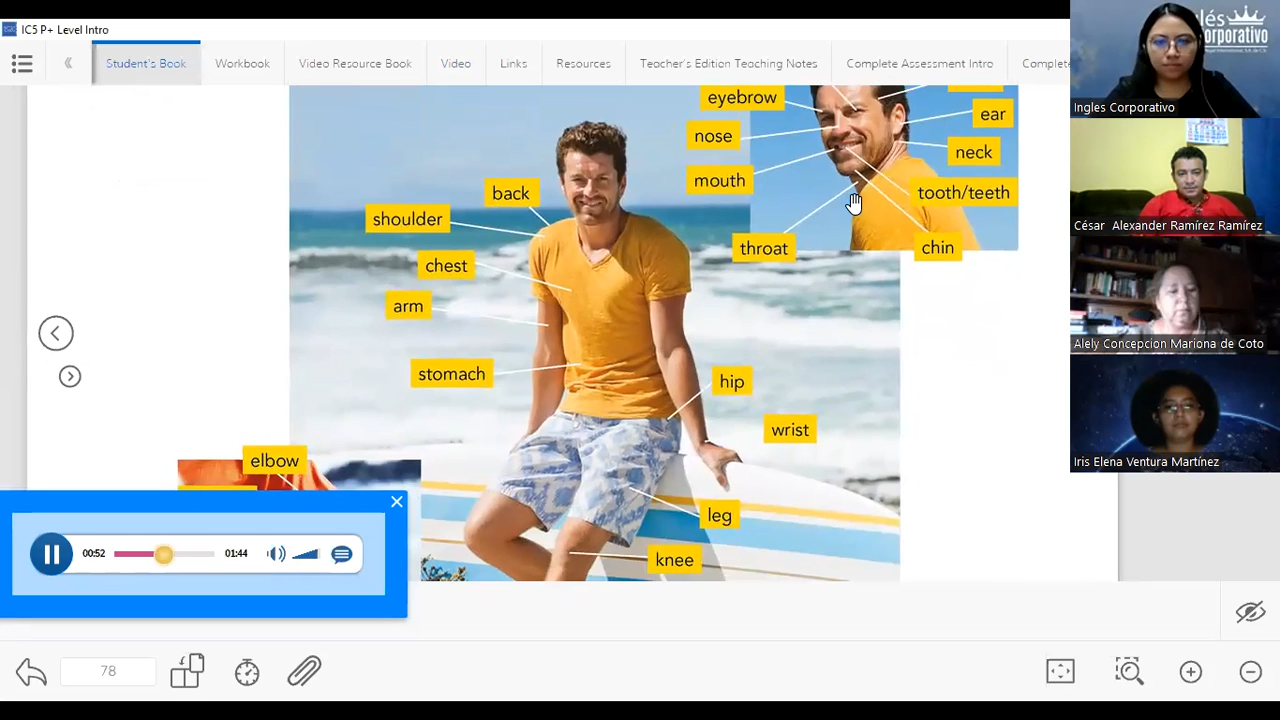 IC5 P+ Level Intro
Student's Book
Workbook
Video Resource Book
Video
Resources
Teacher's Edition Teaching Notes
Complete Assessment Intro
Complete
eyebrow
nose
mouth
ear
neck
tooth/teeth
throat
chin
back
shoulder
chest
arm
stomach
hip
wrist
elbow
leg
knee
00:52
01:44
78
Ingles Corporativo
César Alexander Ramírez Ramírez
Alely Concepcion Mariona de Coto
Iris Elena Ventura Martínez